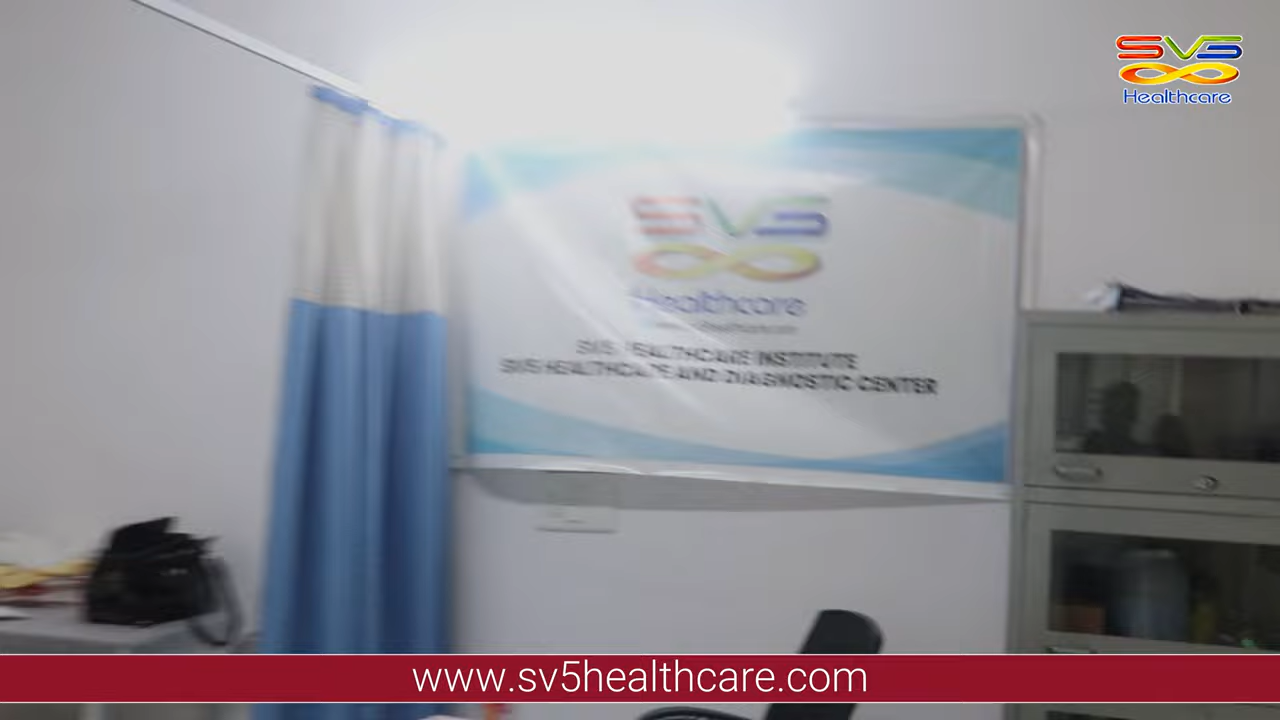 SV5
Healthcare
SV5
Healthcare
SV5 HEALTHCARE INSTITUTE
SV5 HEALTHCARE AND DIAGNOSTIC CENTER
www.sv5healthcare.com